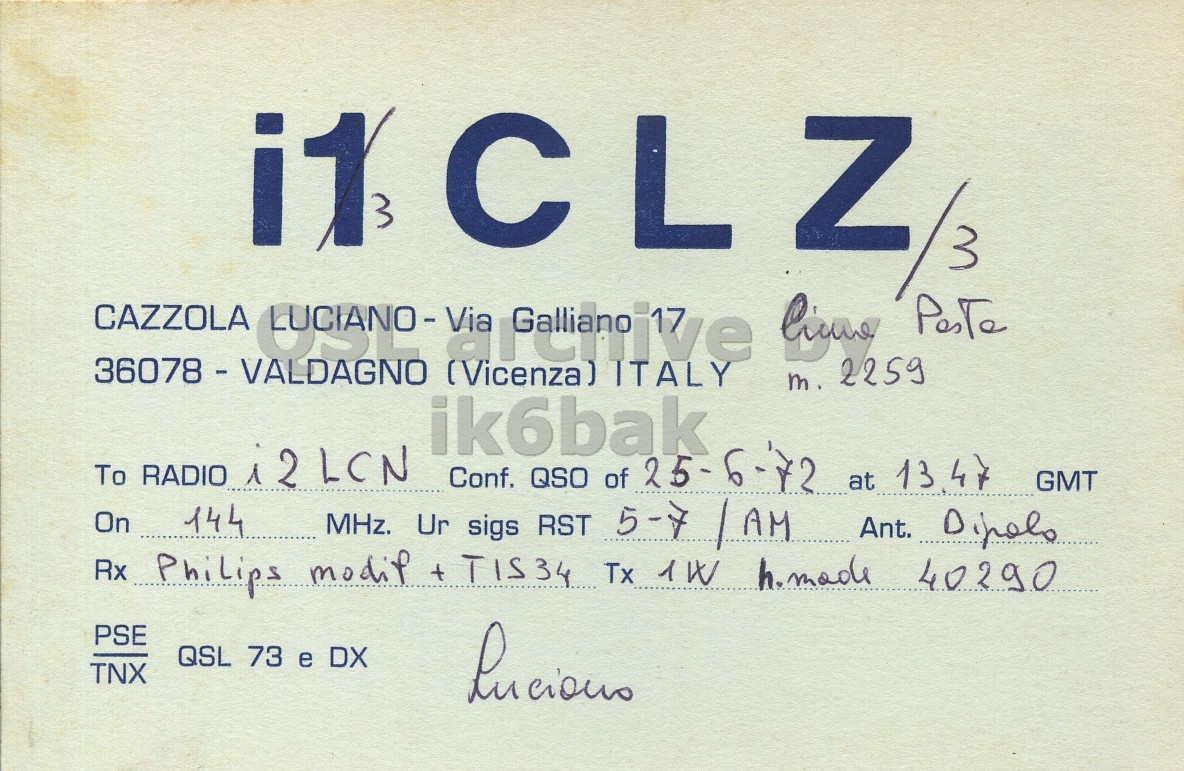 i1/3 CLZ/3
CAZZOLA LUCIANO - Via Galliano 17 Cima Posta
36078 - VALDAGNO (Vicenza) ITALY m. 2259
QSL archive by
ik6bak
To RADIO i2LCN Conf. QSO of 25-6-'72 at 13.47 GMT
On 144 MHz. Ur sigs RST 5-7 / AM Ant. Dipolo
Rx Philips modif + TIS34 Tx 1W h.made 40290
PSE
TNX QSL 73 e DX
Luciano